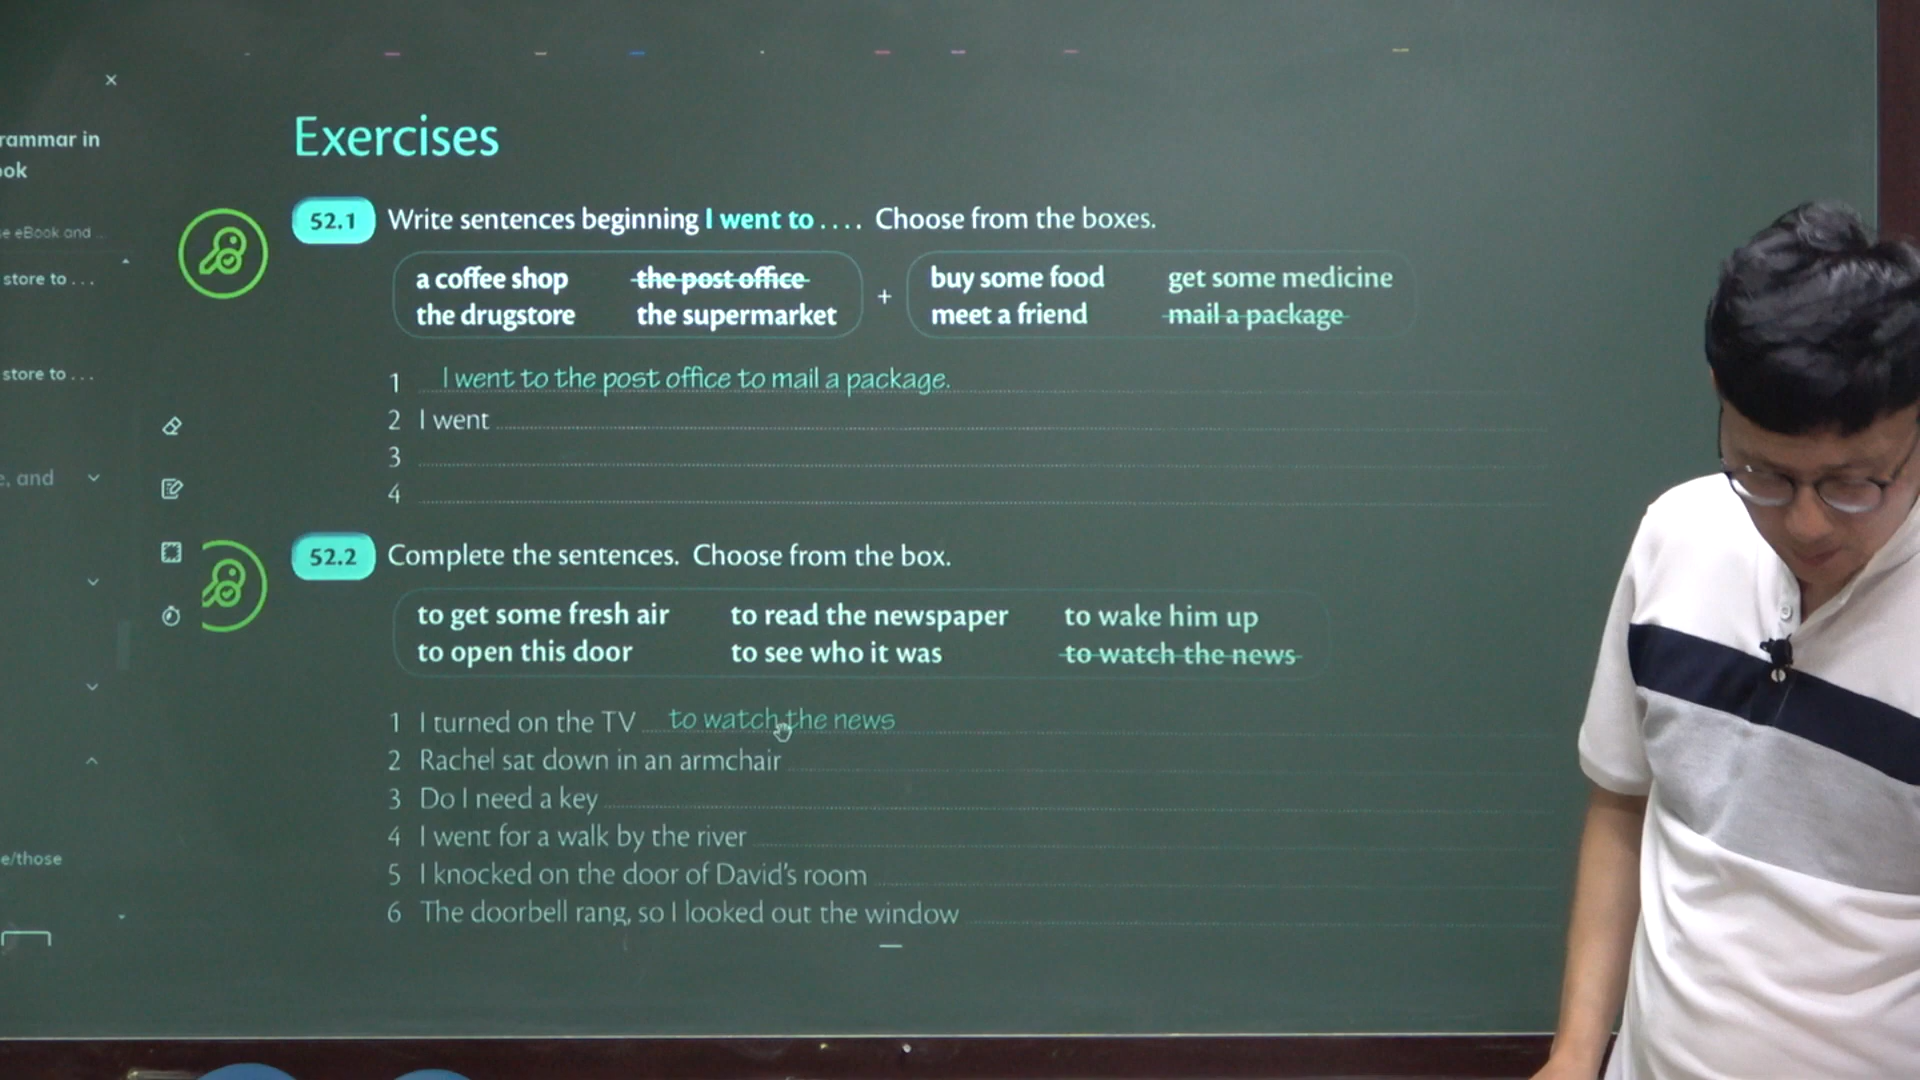 ×
rammar in
ok
e eBook and ...
store to . . .
store to . . .
e, and
e/those
Exercises
52.1 Write sentences beginning I went to . . . . Choose from the boxes.
a coffee shop the post office + buy some food get some medicine
the drugstore the supermarket meet a friend mail a package
1 I went to the post office to mail a package.
2 I went
3
4
52.2 Complete the sentences. Choose from the box.
to get some fresh air to read the newspaper to wake him up
to open this door to see who it was to watch the news
1 I turned on the TV to watch the news
2 Rachel sat down in an armchair
3 Do I need a key
4 I went for a walk by the river
5 I knocked on the door of David's room
6 The doorbell rang, so I looked out the window